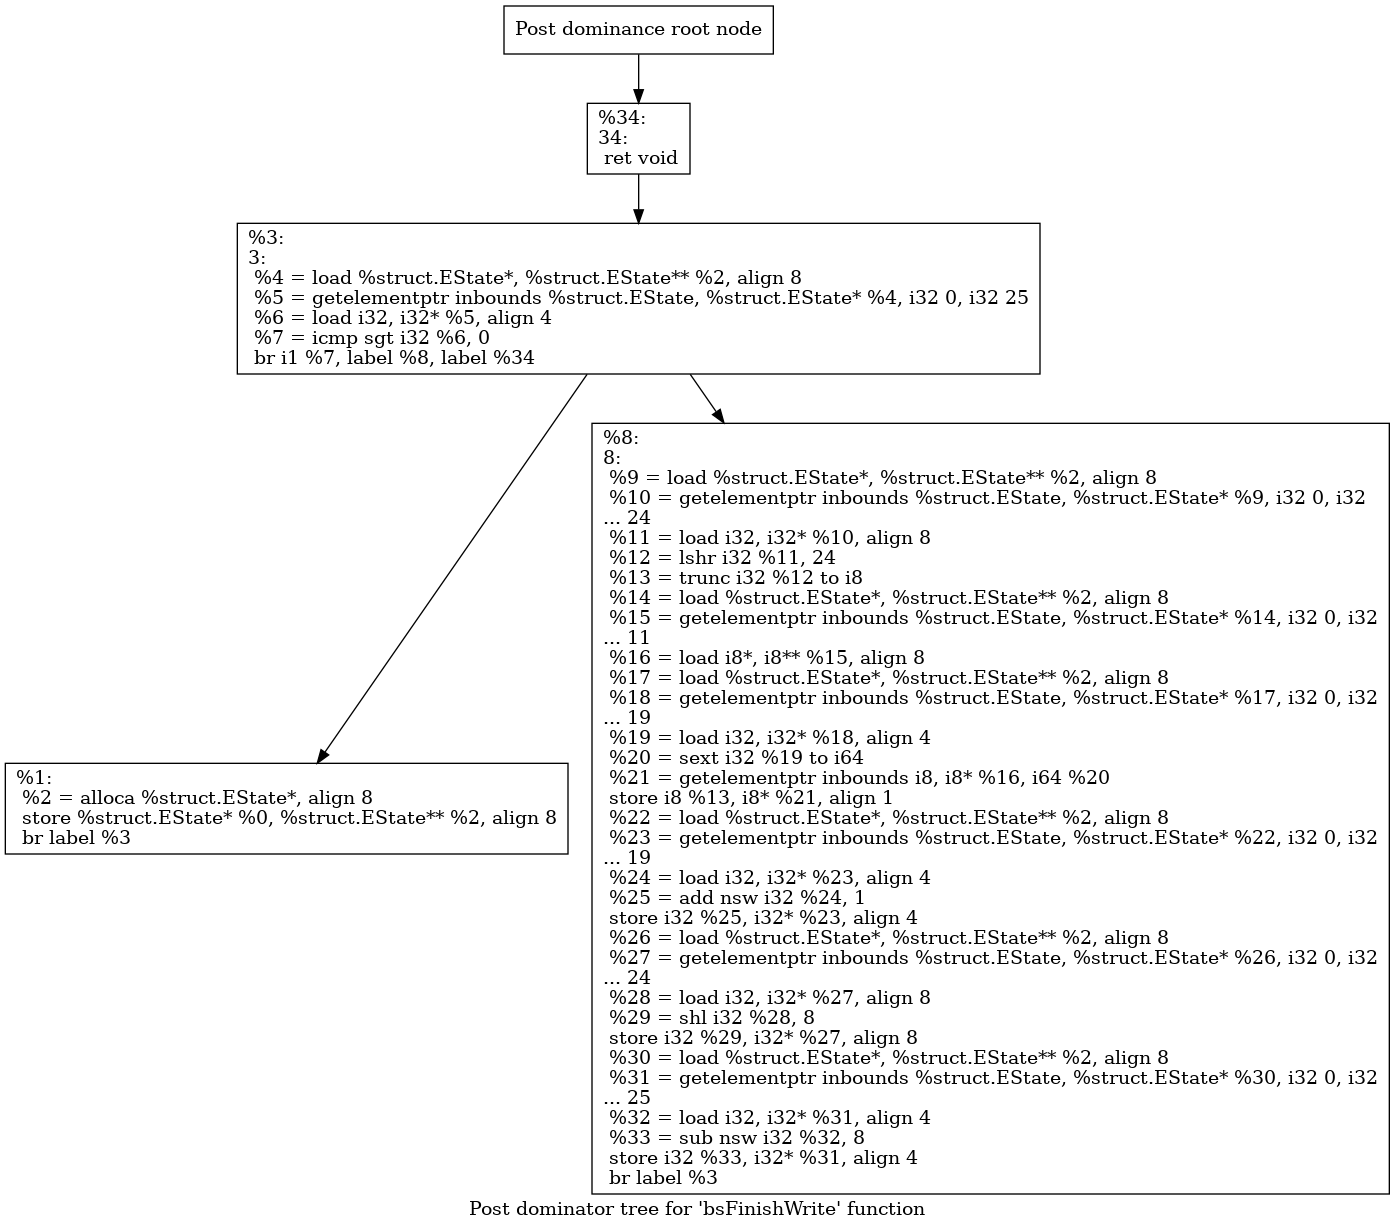 Post dominance root node
%34:
34:
ret void
%3:
3:
%4 = load %struct.EState*, %struct.EState** %2, align 8
%5 = getelementptr inbounds %struct.EState, %struct.EState* %4, i32 0, i32 25
%6 = load i32, i32* %5, align 4
%7 = icmp sgt i32 %6, 0
br i1 %7, label %8, label %34
%8:
8:
%9 = load %struct.EState*, %struct.EState** %2, align 8
%10 = getelementptr inbounds %struct.EState, %struct.EState* %9, i32 0, i32
... 24
%11 = load i32, i32* %10, align 8
%12 = lshr i32 %11, 24
%13 = trunc i32 %12 to i8
%14 = load %struct.EState*, %struct.EState** %2, align 8
%15 = getelementptr inbounds %struct.EState, %struct.EState* %14, i32 0, i32
... 11
%16 = load i8*, i8** %15, align 8
%17 = load %struct.EState*, %struct.EState** %2, align 8
%18 = getelementptr inbounds %struct.EState, %struct.EState* %17, i32 0, i32
... 19
%19 = load i32, i32* %18, align 4
%20 = sext i32 %19 to i64
%21 = getelementptr inbounds i8, i8* %16, i64 %20
store i8 %13, i8* %21, align 1
%22 = load %struct.EState*, %struct.EState** %2, align 8
%23 = getelementptr inbounds %struct.EState, %struct.EState* %22, i32 0, i32
... 19
%24 = load i32, i32* %23, align 4
%25 = add nsw i32 %24, 1
store i32 %25, i32* %23, align 4
%26 = load %struct.EState*, %struct.EState** %2, align 8
%27 = getelementptr inbounds %struct.EState, %struct.EState* %26, i32 0, i32
... 24
%28 = load i32, i32* %27, align 8
%29 = shl i32 %28, 8
store i32 %29, i32* %27, align 8
%30 = load %struct.EState*, %struct.EState** %2, align 8
%31 = getelementptr inbounds %struct.EState, %struct.EState* %30, i32 0, i32
... 25
%32 = load i32, i32* %31, align 4
%33 = sub nsw i32 %32, 8
store i32 %33, i32* %31, align 4
br label %3
%1:
%2 = alloca %struct.EState*, align 8
store %struct.EState* %0, %struct.EState** %2, align 8
br label %3
Post dominator tree for 'bsFinishWrite' function